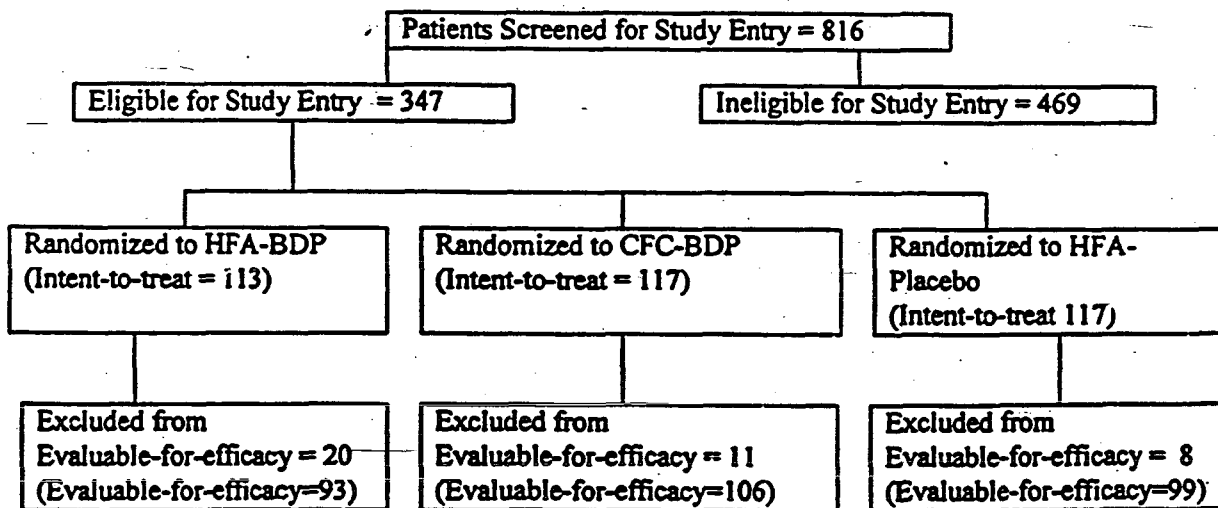 Patients Screened for Study Entry = 816
Eligible for Study Entry = 347
Ineligible for Study Entry = 469
Randomized to HFA-BDP
(Intent-to-treat = 113)
Randomized to CFC-BDP
(Intent-to-treat = 117)
Randomized to HFA-
Placebo
(Intent-to-treat 117)
Excluded from
Evaluable-for-efficacy = 20
(Evaluable-for-efficacy=93)
Excluded from
Evaluable-for-efficacy = 11
(Evaluable-for-efficacy=106)
Excluded from
Evaluable-for-efficacy = 8
(Evaluable-for-efficacy=99)